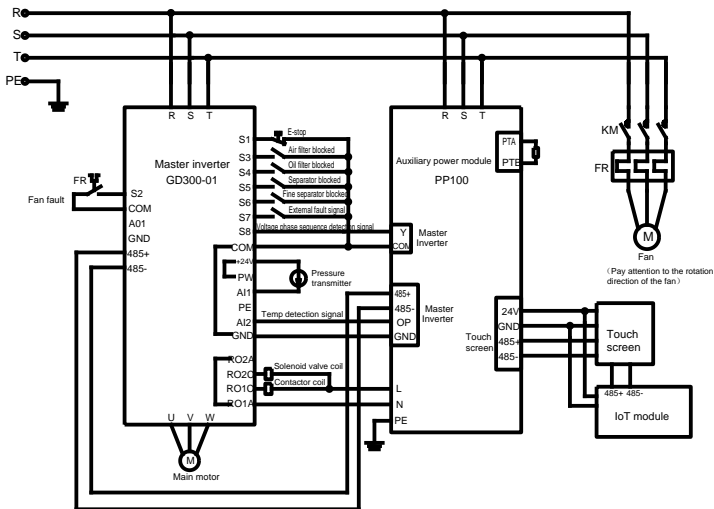 R
S
T
PE
R S T
R S T
Master inverter
GD300-01
FR
Fan fault
S2
COM
A01
GND
485+
485-
S1
E-stop
S3
Air filter blocked
S4
Oil filter blocked
S5
Separator blocked
S6
Fine separator blocked
S7
External fault signal
S8
Voltage phase sequence detection signal
COM
+24V
PW
Pressure
transmitter
AI1
PE
AI2
Temp detection signal
GND
RO2A
RO2C
Solenoid valve coil
RO1C
Contactor coil
RO1A
U V W
M
Main motor
Auxiliary power module
PP100
PTA
PTE
Y
COM
Master
Inverter
485+
485-
OP
GND
Master
Inverter
L
N
PE
24V
GND
485+
485-
Touch
screen
KM
FR
M
Fan
(Pay attention to the rotation
direction of the fan)
Touch
screen
485+ 485-
IoT module